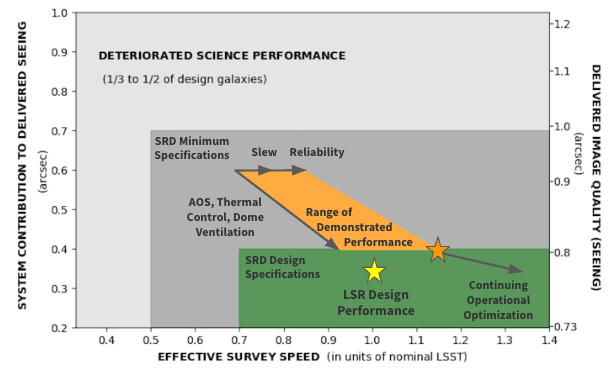 DETERIORATED SCIENCE PERFORMANCE
(1/3 to 1/2 of design galaxies)
SRD Minimum
Specifications
Slew
Reliability
AOS, Thermal
Control, Dome
Ventilation
Range of
Demonstrated
Performance
SRD Design
Specifications
LSR Design
Performance
Continuing
Operational
Optimization
SYSTEM CONTRIBUTION TO DELIVERED SEEING
(arcsec)
1.0
0.9
0.8
0.7
0.6
0.5
0.4
0.3
0.2
0.4
0.5
0.6
0.7
0.8
0.9
1.0
1.1
1.2
1.3
1.4
EFFECTIVE SURVEY SPEED (in units of nominal LSST)
1.2
1.1
1.0
0.9
0.8
0.73
(arcsec)
DELIVERED IMAGE QUALITY (SEEING)